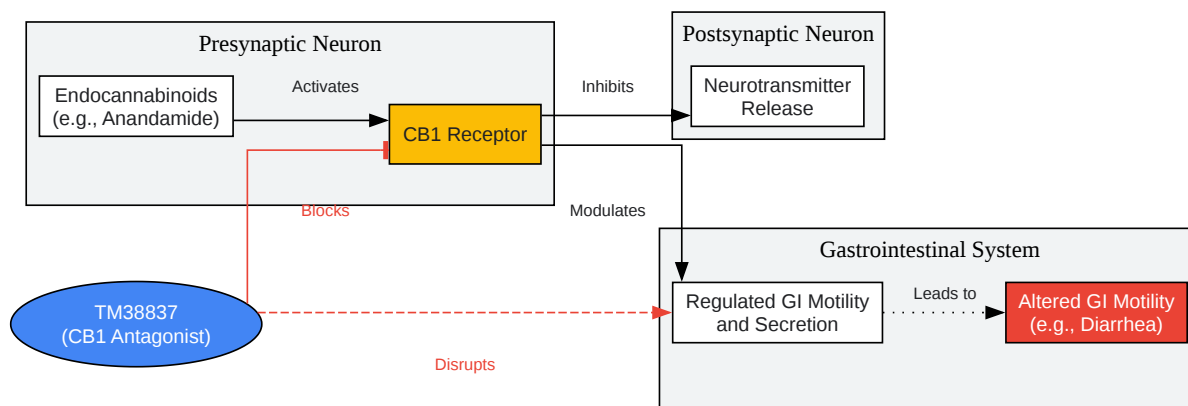 Presynaptic Neuron
Endocannabinoids
(e.g., Anandamide)
Activates
CB1 Receptor
Inhibits
Postsynaptic Neuron
Neurotransmitter
Release
Blocks
Modulates
TM38837
(CB1 Antagonist)
Disrupts
Gastrointestinal System
Regulated GI Motility
and Secretion
Leads to
Altered GI Motility
(e.g., Diarrhea)